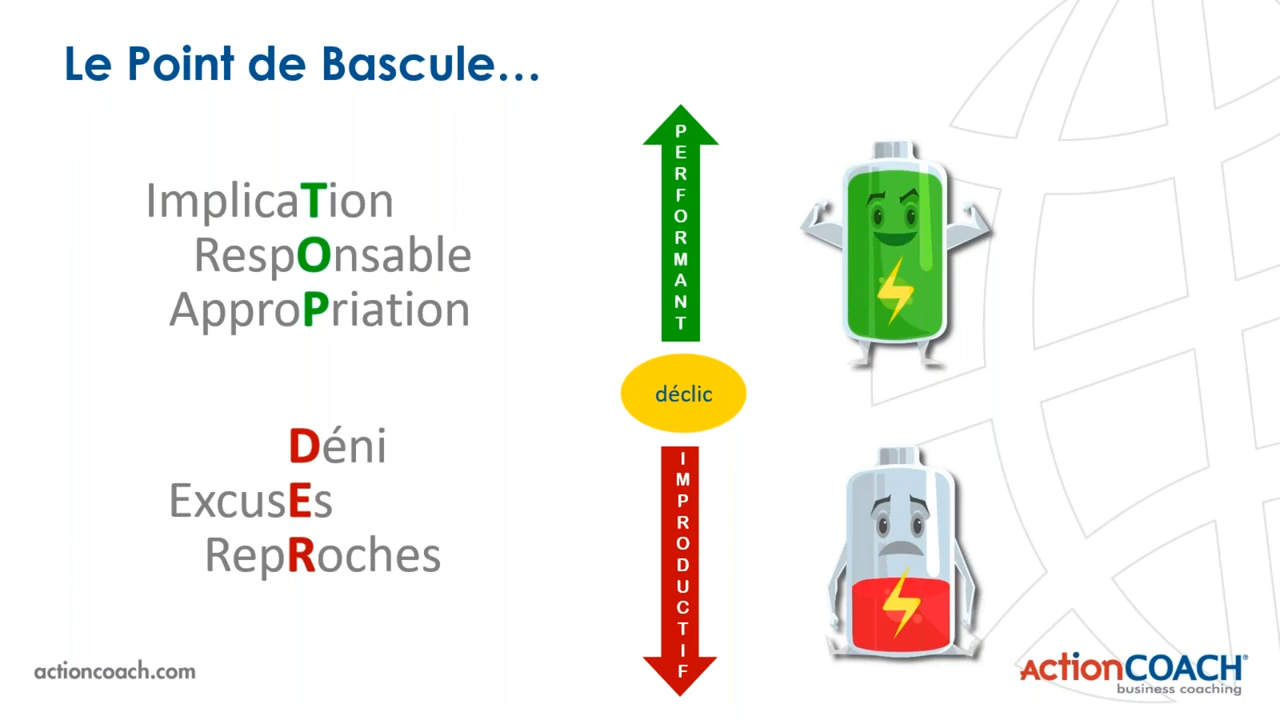 Le Point de Bascule...
ImplicaTion
RespOnsable
ApproPriation
PERFORMANT
déclic
Déni
ExcusEs
RepRoches
IMPRODUCTIF
actioncoach.com
ActionCOACH®
business coaching